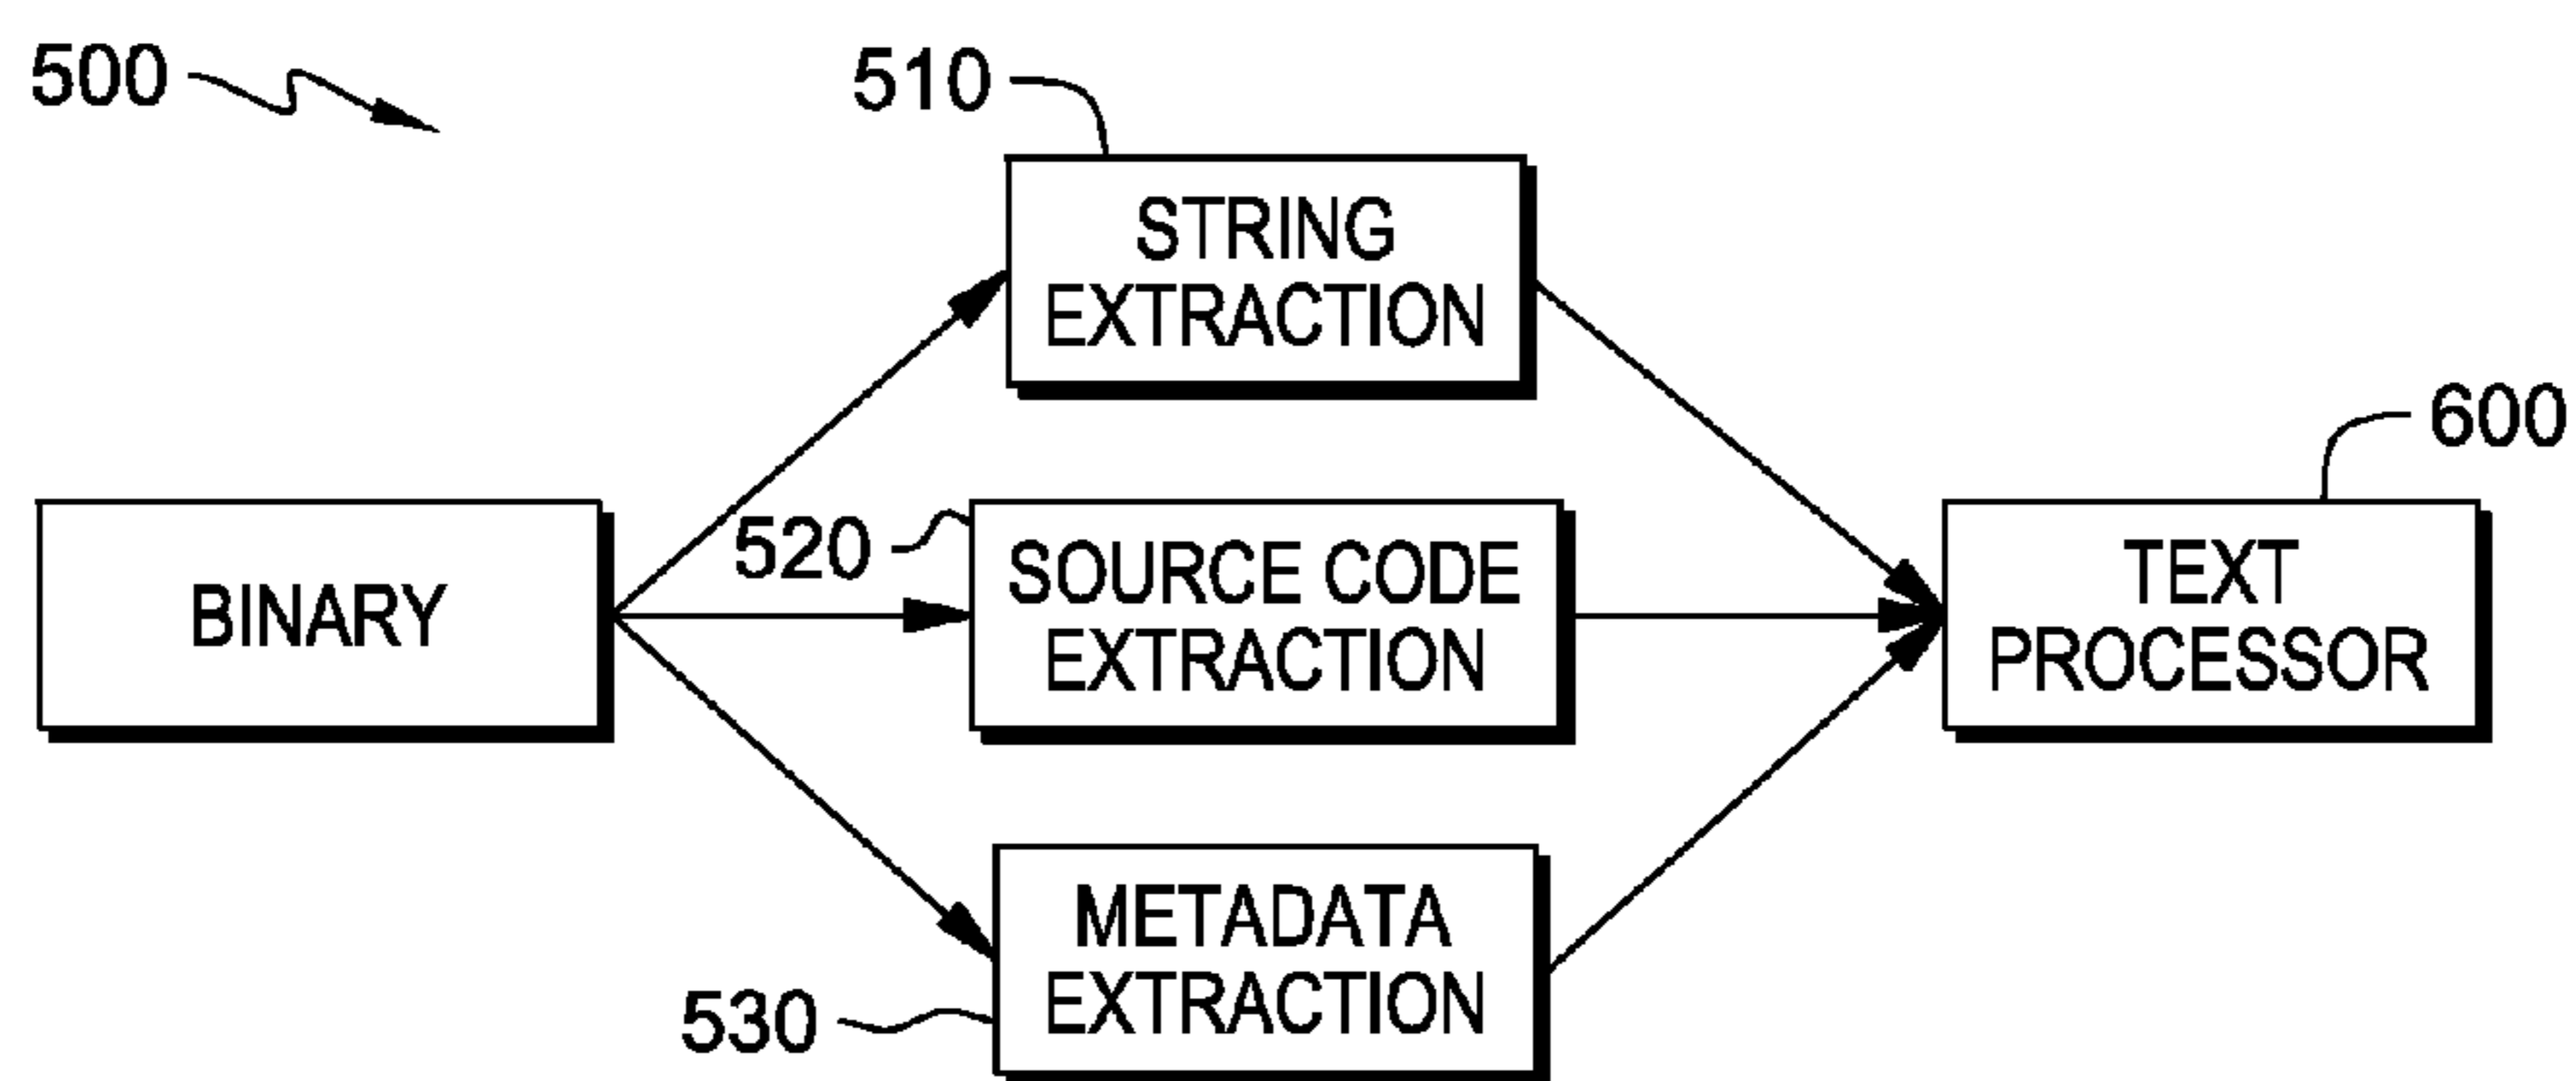 500
510
STRING
EXTRACTION
600
BINARY
520
SOURCE CODE
EXTRACTION
TEXT
PROCESSOR
METADATA
EXTRACTION
530